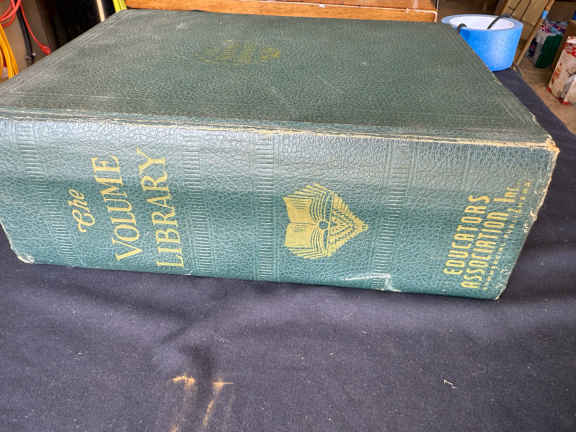 The
VOLUME
LIBRARY
EDUCATORS
ASSOCIATION, Inc.